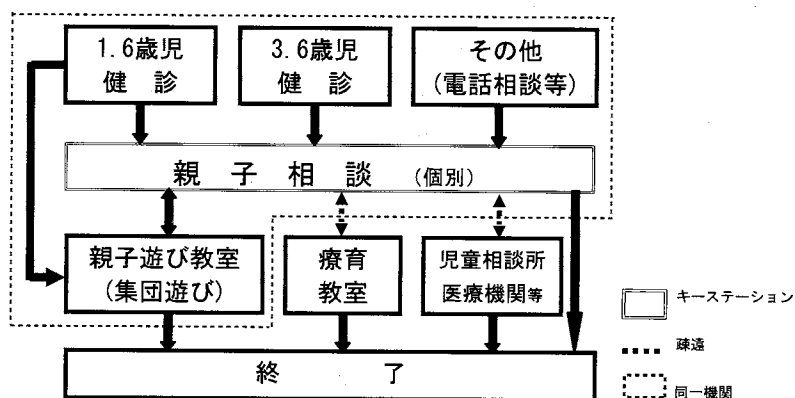 1.6歳児
健 診
3.6歳児
健 診
その他
(電話相談等)
親 子 相 談 (個別)
親子遊び教室
(集団遊び)
療育
教室
児童相談所
医療機関等
終 了
キーステーション
疎遠
同一機関